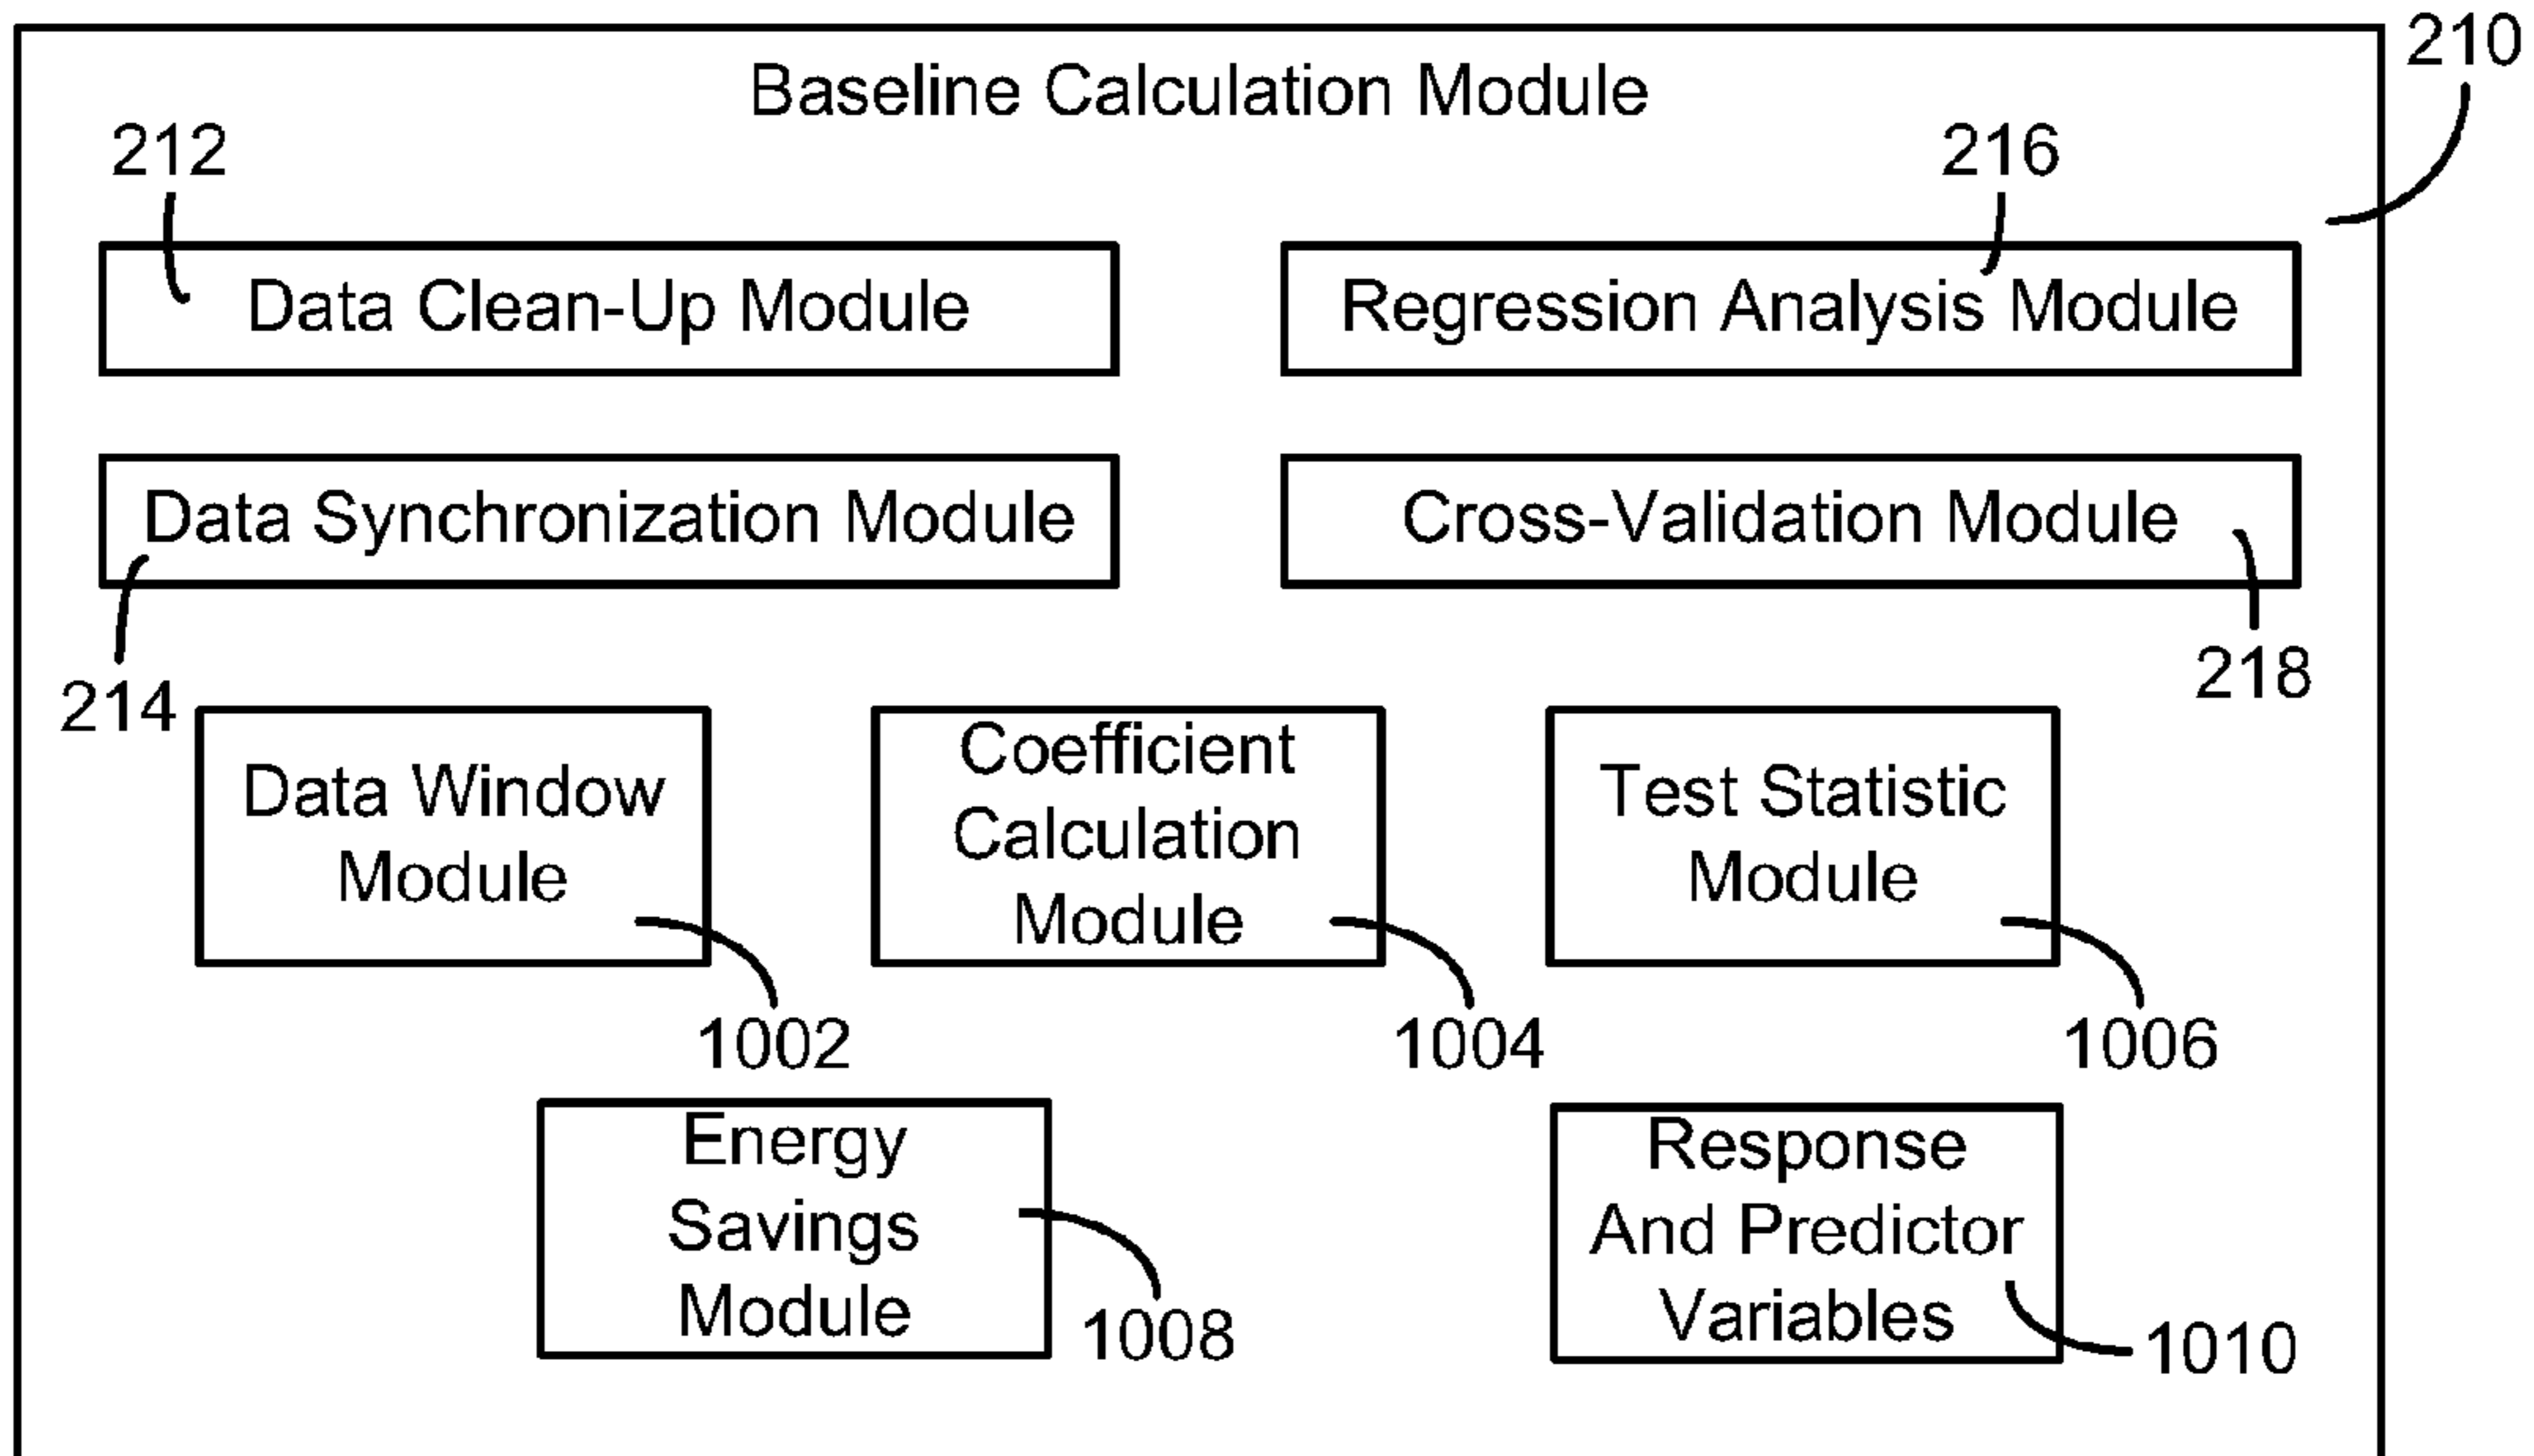 210
Baseline Calculation Module
212
216
Data Clean-Up Module
Regression Analysis Module
Data Synchronization Module
Cross-Validation Module
214
218
Data Window
Module
1002
Coefficient
Calculation
Module
1004
Test Statistic
Module
1006
Energy
Savings
Module
1008
Response
And Predictor
Variables
1010